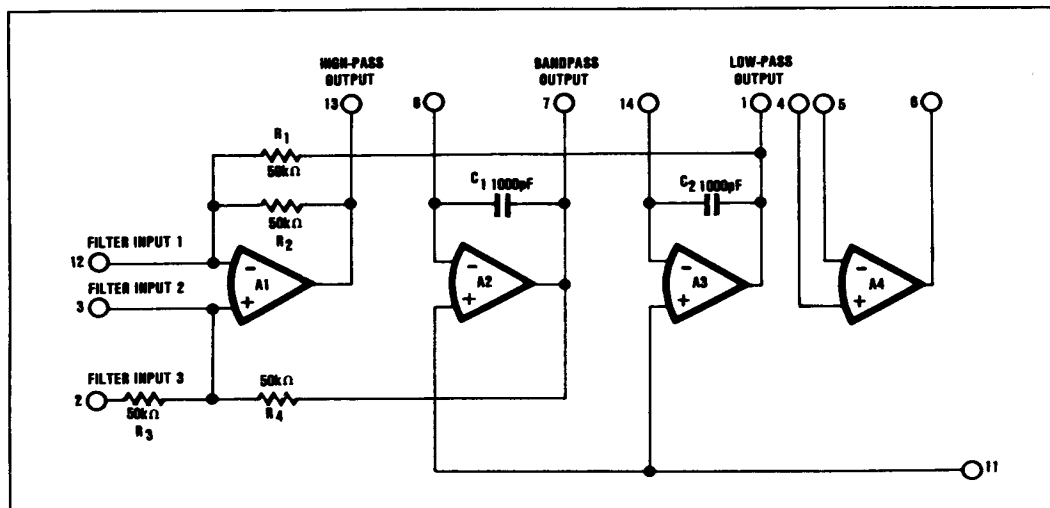 HIGH-PASS
OUTPUT
BANDPASS
OUTPUT
LOW-PASS
OUTPUT
13 8 7 14 1 4 5 6
R1
50kΩ
C1 1000pF
C2 1000pF
50kΩ
R2
FILTER INPUT 1
12
- A1 +
- A2 +
- A3 +
- A4 +
FILTER INPUT 2
3
FILTER INPUT 3
2
50kΩ
R3
50kΩ
R4
11